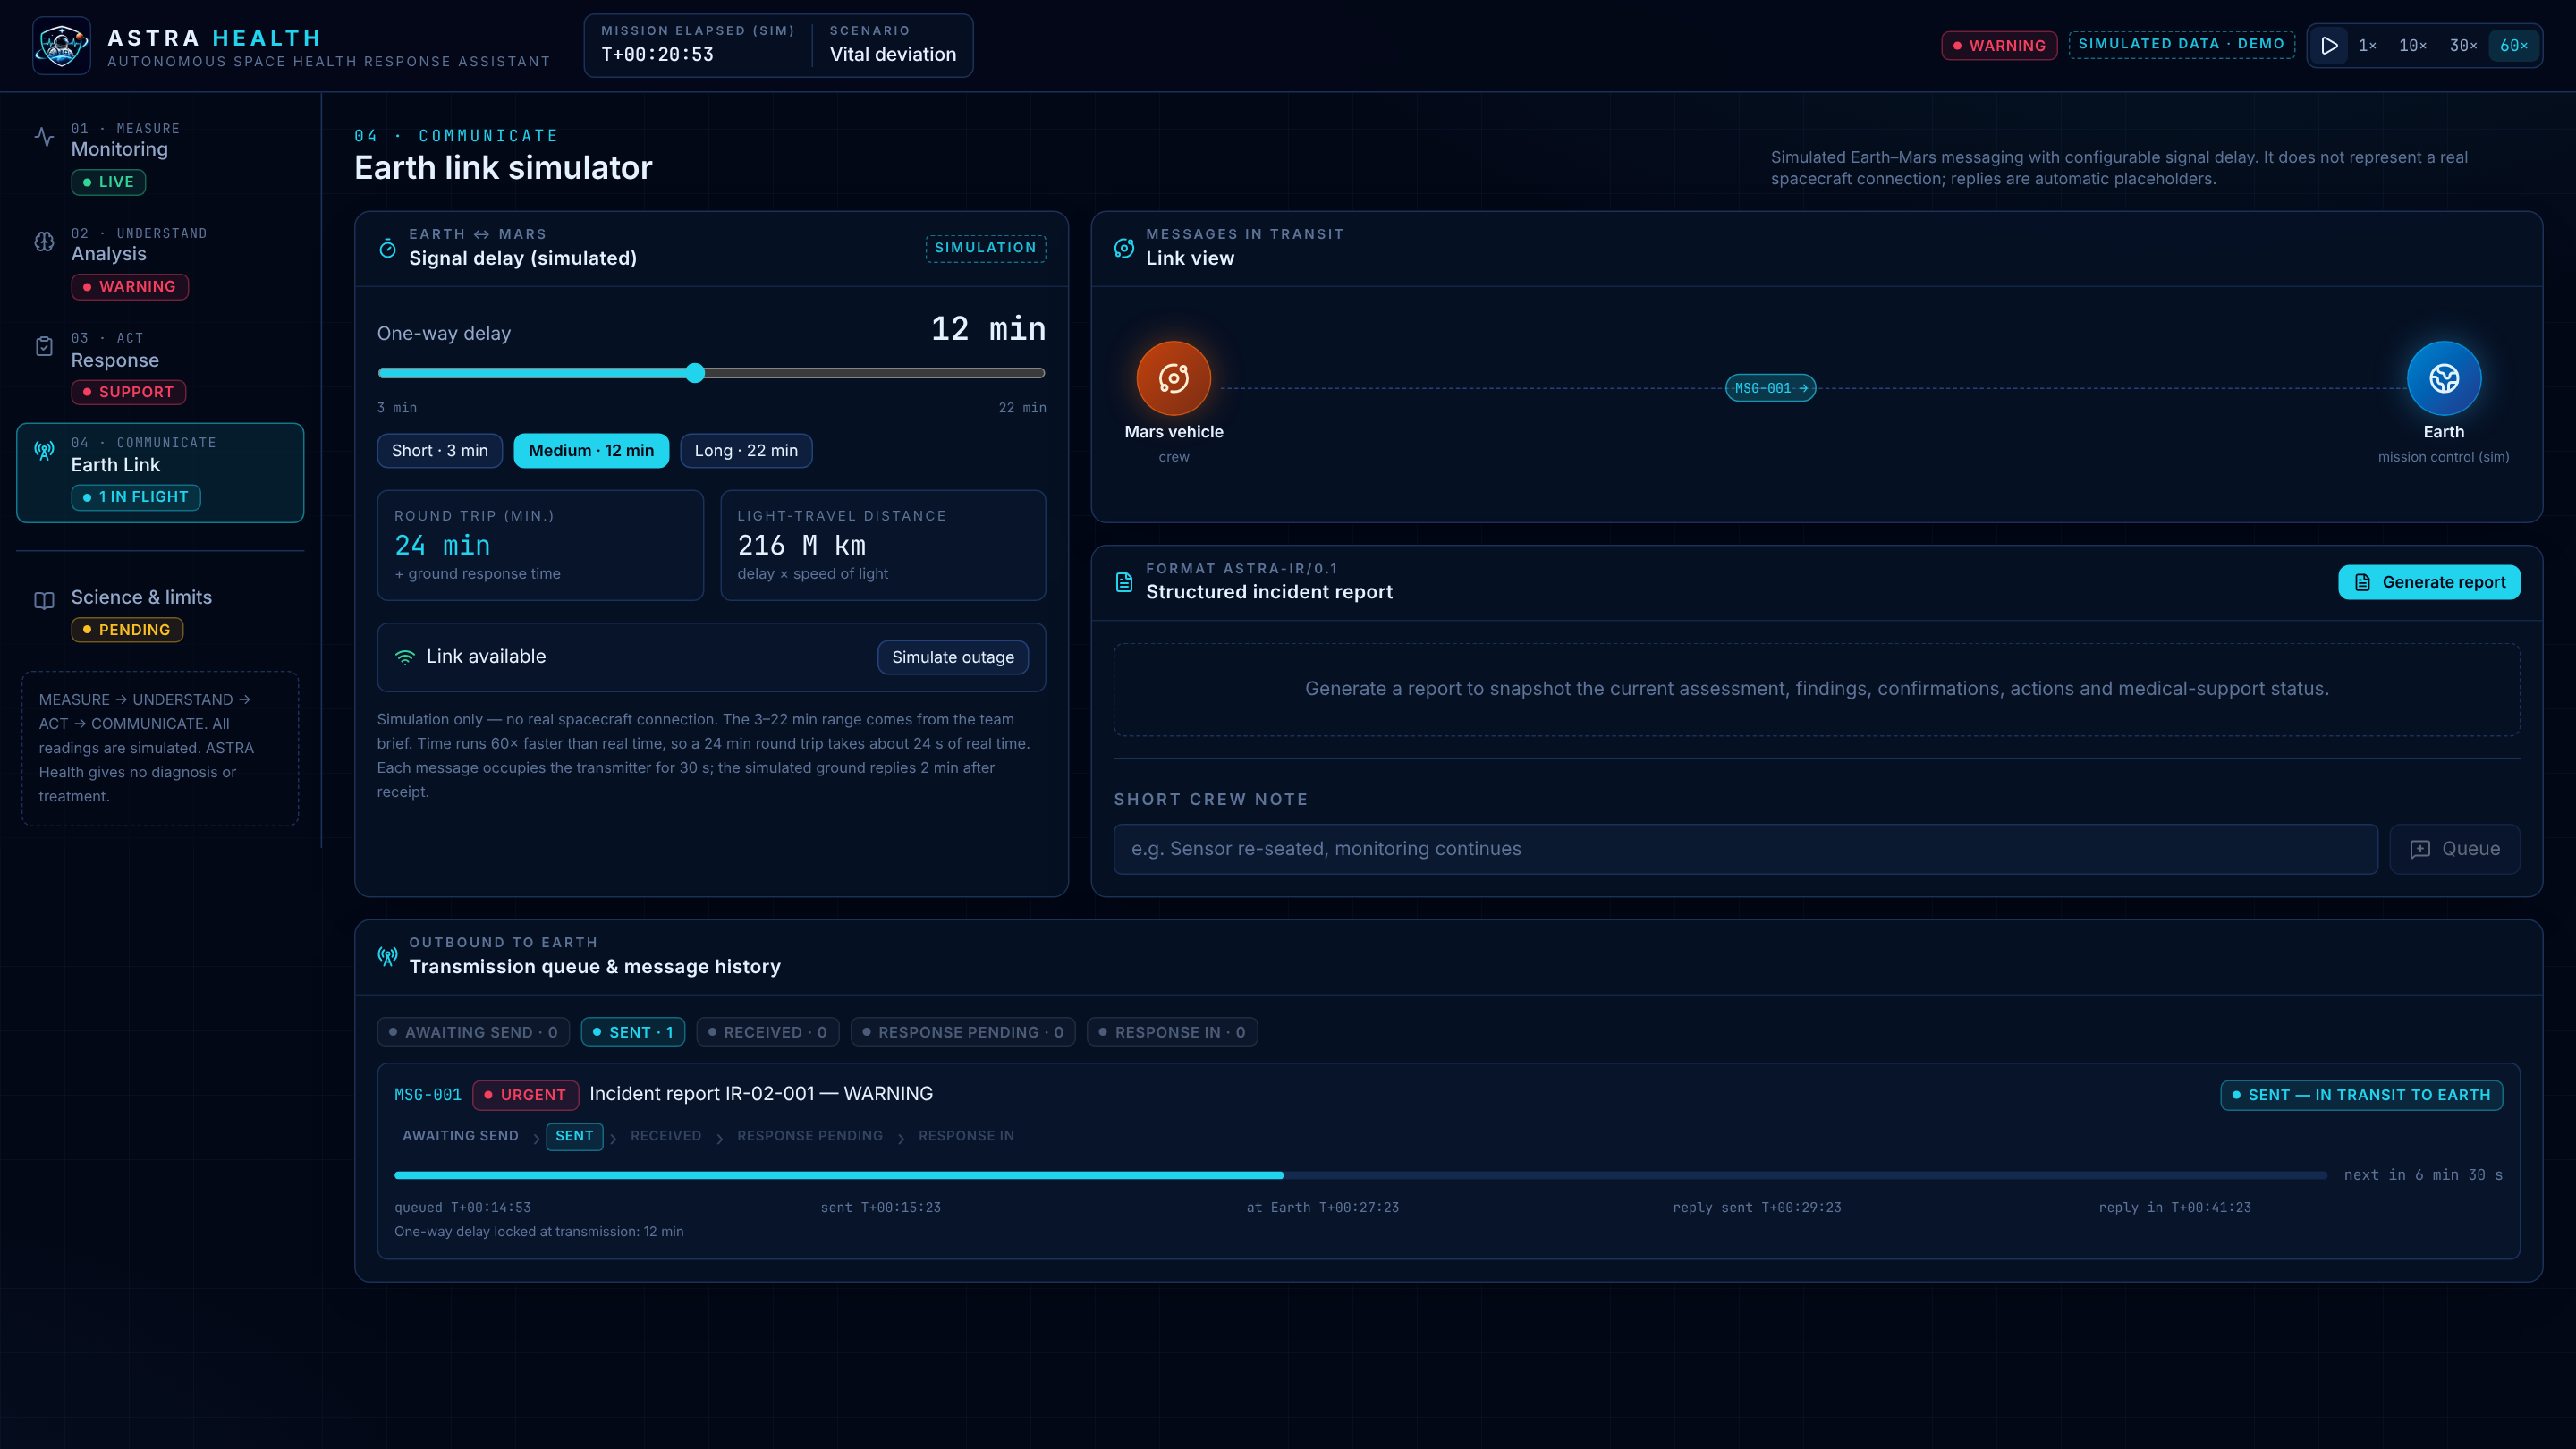 ASTRA HEALTH
AUTONOMOUS SPACE HEALTH RESPONSE ASSISTANT
MISSION ELAPSED (SIM)
T+00:20:53
SCENARIO
Vital deviation
WARNING
SIMULATED DATA · DEMO
1×
10×
30×
60×
01 · MEASURE
Monitoring
LIVE
02 · UNDERSTAND
Analysis
WARNING
03 · ACT
Response
SUPPORT
04 · COMMUNICATE
Earth Link
1 IN FLIGHT
Science & limits
PENDING
MEASURE → UNDERSTAND →
ACT → COMMUNICATE. All
readings are simulated. ASTRA
Health gives no diagnosis or
treatment.
04 · COMMUNICATE
Earth link simulator
Simulated Earth–Mars messaging with configurable signal delay. It does not represent a real
spacecraft connection; replies are automatic placeholders.
EARTH ↔ MARS
Signal delay (simulated)
SIMULATION
One-way delay
12 min
3 min
22 min
Short · 3 min
Medium · 12 min
Long · 22 min
ROUND TRIP (MIN.)
24 min
+ ground response time
LIGHT-TRAVEL DISTANCE
216 M km
delay × speed of light
Link available
Simulate outage
Simulation only — no real spacecraft connection. The 3–22 min range comes from the team
brief. Time runs 60× faster than real time, so a 24 min round trip takes about 24 s of real time.
Each message occupies the transmitter for 30 s; the simulated ground replies 2 min after
receipt.
MESSAGES IN TRANSIT
Link view
MSG-001 →
Mars vehicle
crew
Earth
mission control (sim)
FORMAT ASTRA-IR/0.1
Structured incident report
Generate report
Generate a report to snapshot the current assessment, findings, confirmations, actions and medical-support status.
SHORT CREW NOTE
e.g. Sensor re-seated, monitoring continues
Queue
OUTBOUND TO EARTH
Transmission queue & message history
AWAITING SEND · 0
SENT · 1
RECEIVED · 0
RESPONSE PENDING · 0
RESPONSE IN · 0
MSG-001
URGENT
Incident report IR-02-001 — WARNING
SENT — IN TRANSIT TO EARTH
AWAITING SEND › SENT › RECEIVED › RESPONSE PENDING › RESPONSE IN
next in 6 min 30 s
queued T+00:14:53
sent T+00:15:23
at Earth T+00:27:23
reply sent T+00:29:23
reply in T+00:41:23
One-way delay locked at transmission: 12 min